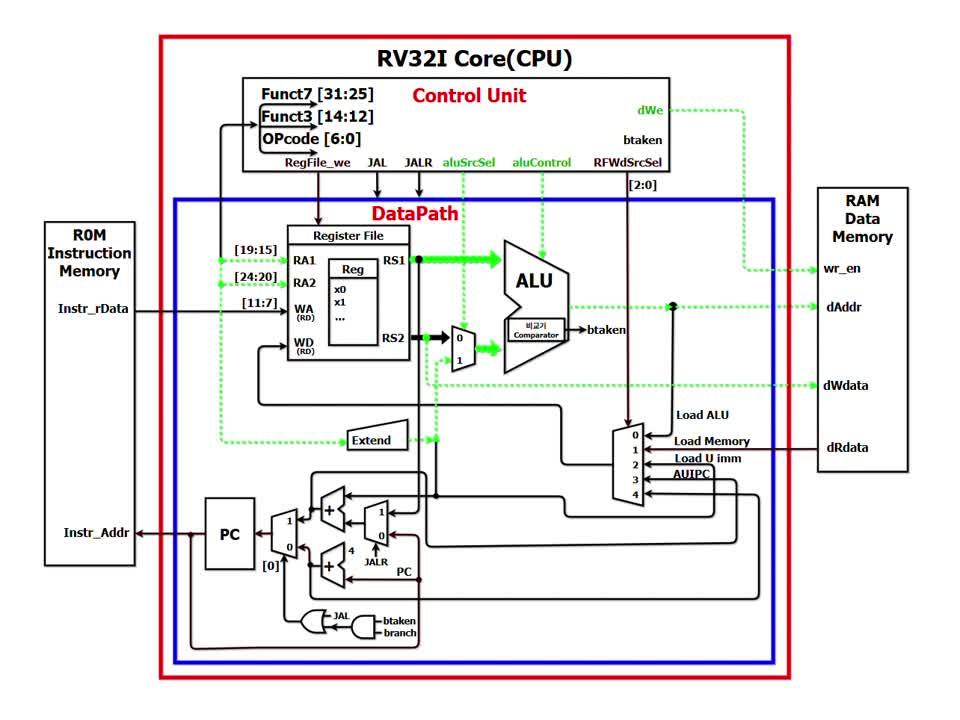 RV32I Core(CPU)
Control Unit
Funct7 [31:25]
Funct3 [14:12]
OPcode [6:0]
dWe
btaken
RegFile_we
JAL
JALR
aluSrcSel
aluControl
RFWdSrcSel
[2:0]
DataPath
R0M
Instruction
Memory
Instr_rData
Instr_Addr
RAM
Data
Memory
wr_en
dAddr
dWdata
dRdata
[19:15]
[24:20]
[11:7]
Register File
RA1
RA2
WA
(RD)
WD
(RD)
Reg
x0
x1
...
RS1
RS2
0
1
ALU
비교기
Comparator
btaken
Extend
Load ALU
Load Memory
Load U imm
AUIPC
0
1
2
3
4
PC
1
0
[0]
+
+
4
1
0
JALR
PC
JAL
btaken
branch